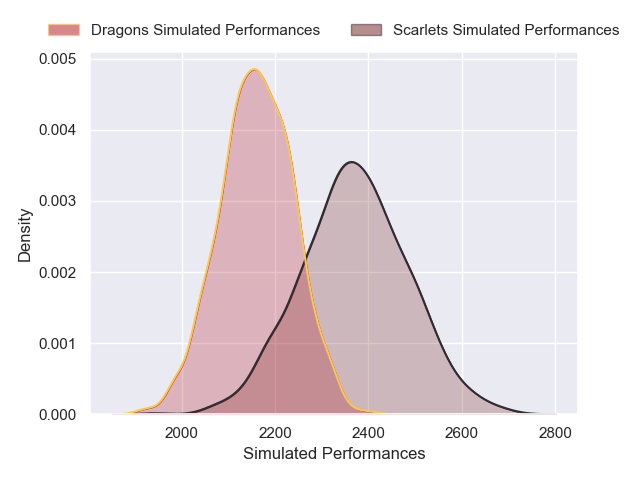 Dragons Simulated Performances Scarlets Simulated Performances
0.005
0.004
0.003
0.002
0.001
0.000
Density
2000 2200 2400 2600 2800
Simulated Performances